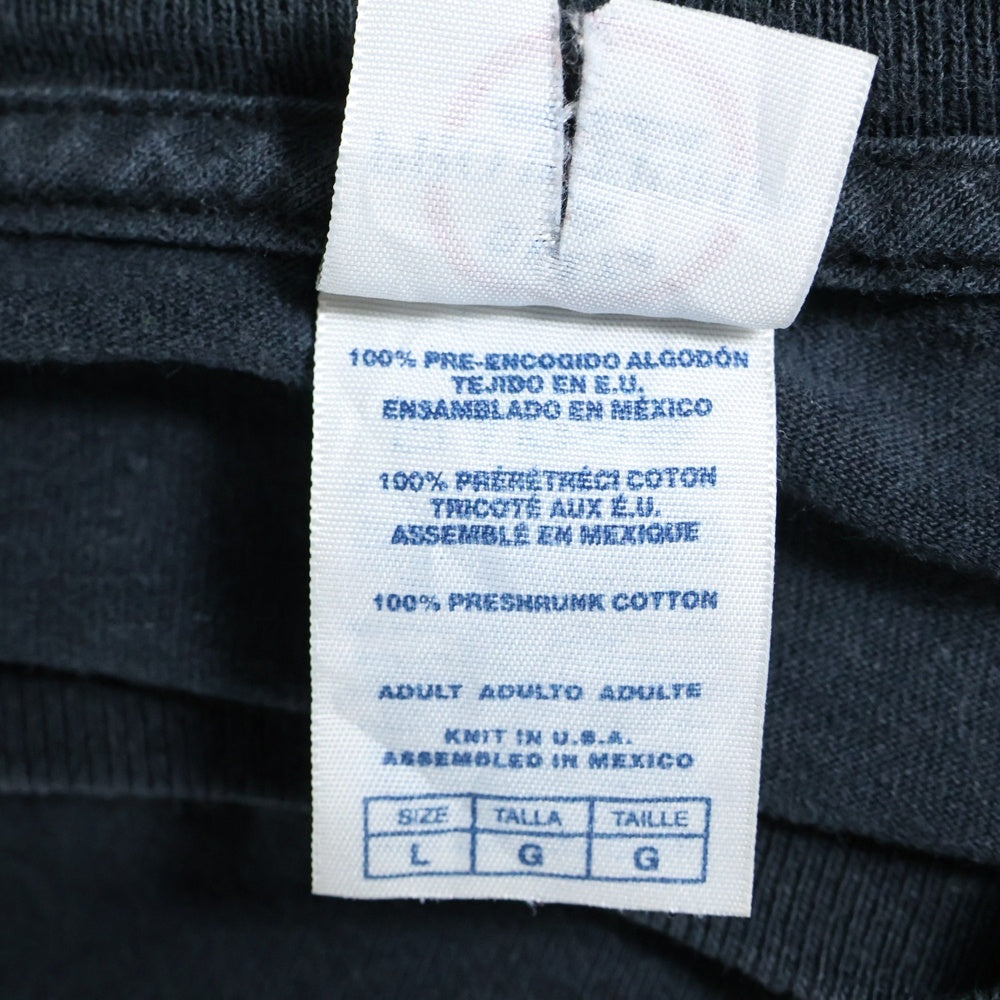 100% PRE-ENCOGIDO ALGODÓN
TEJIDO EN E.U.
ENSAMBLADO EN MÉXICO
100% PRÉRÉTRÉCI COTON
TRICOTÉ AUX É.U.
ASSEMBLÉ EN MEXIQUE
100% PRESHRUNK COTTON
ADULT ADULTO ADULTE
KNIT IN U.S.A.
ASSEMBLED IN MEXICO
SIZE TALLA TAILLE
L G G